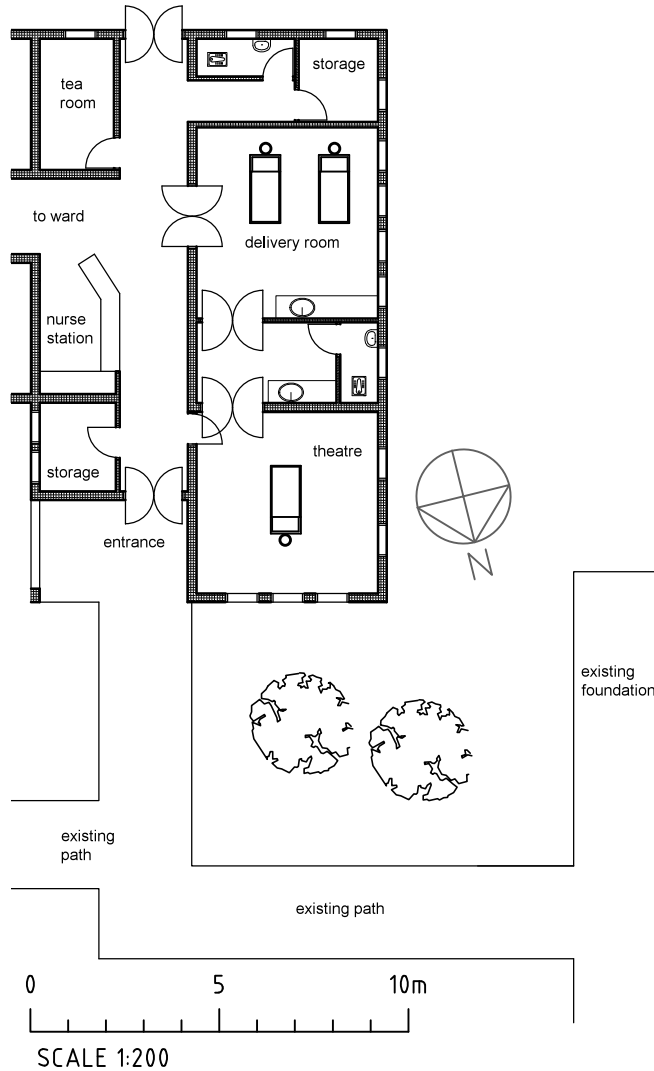 storage
tea
room
to ward
delivery room
nurse
station
theatre
storage
entrance
N
existing
foundation
existing
path
existing path
0 5 10m
SCALE 1:200